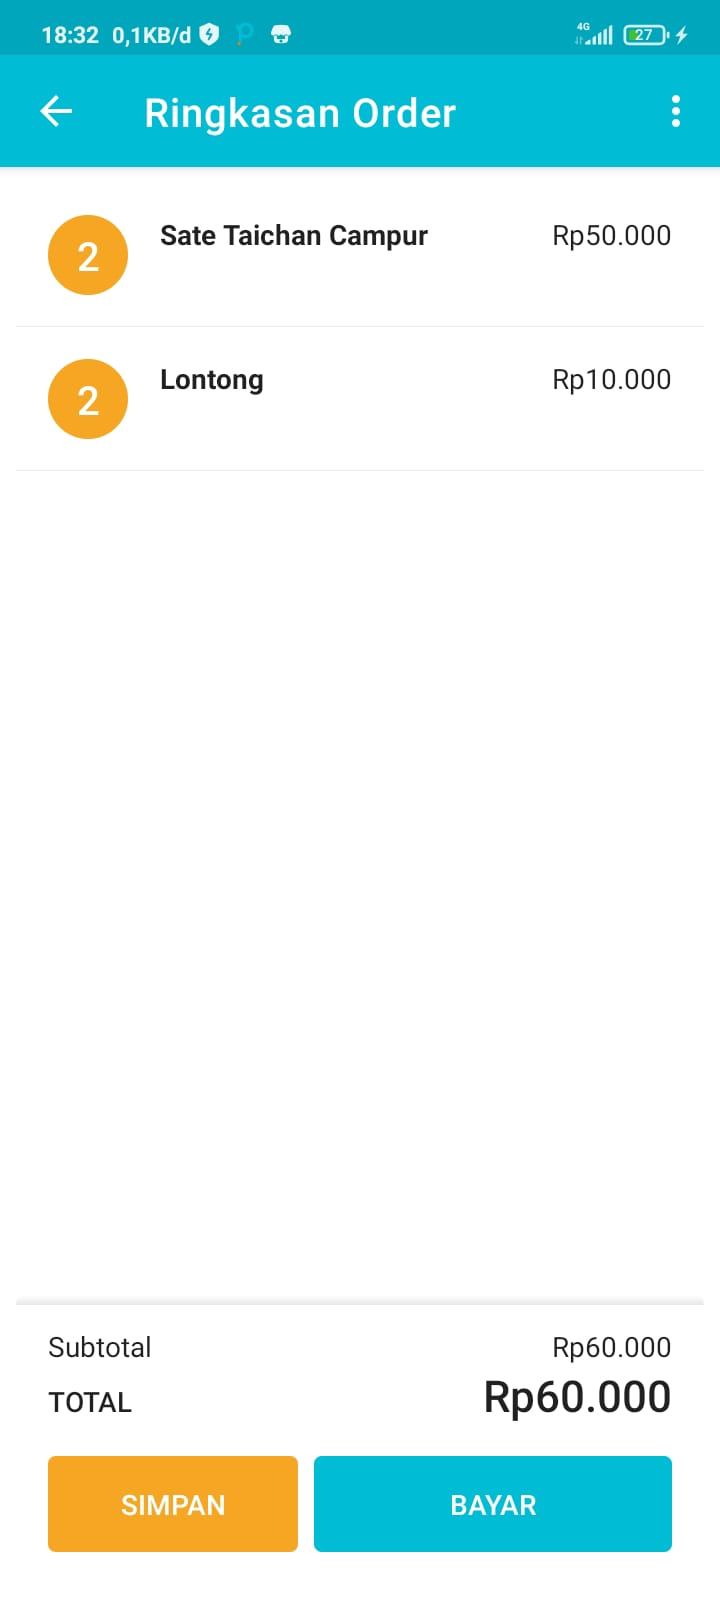 18:32 0,1KB/d
4G
27
Ringkasan Order
2 Sate Taichan Campur Rp50.000
2 Lontong Rp10.000
Subtotal Rp60.000
TOTAL Rp60.000
SIMPAN BAYAR